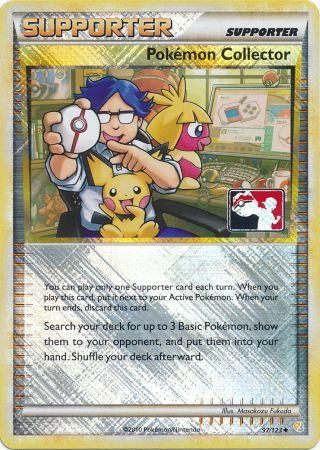 SUPPORTER
SUPPORTER
Pokémon Collector
You can play only one Supporter card each turn. When you
play this card, put it next to your Active Pokémon. When your
turn ends, discard this card.
Search your deck for up to 3 Basic Pokémon, show
them to your opponent, and put them into your
hand. Shuffle your deck afterward.
Illus. Masakazu Fukuda
©2010 Pokémon/Nintendo
97/123